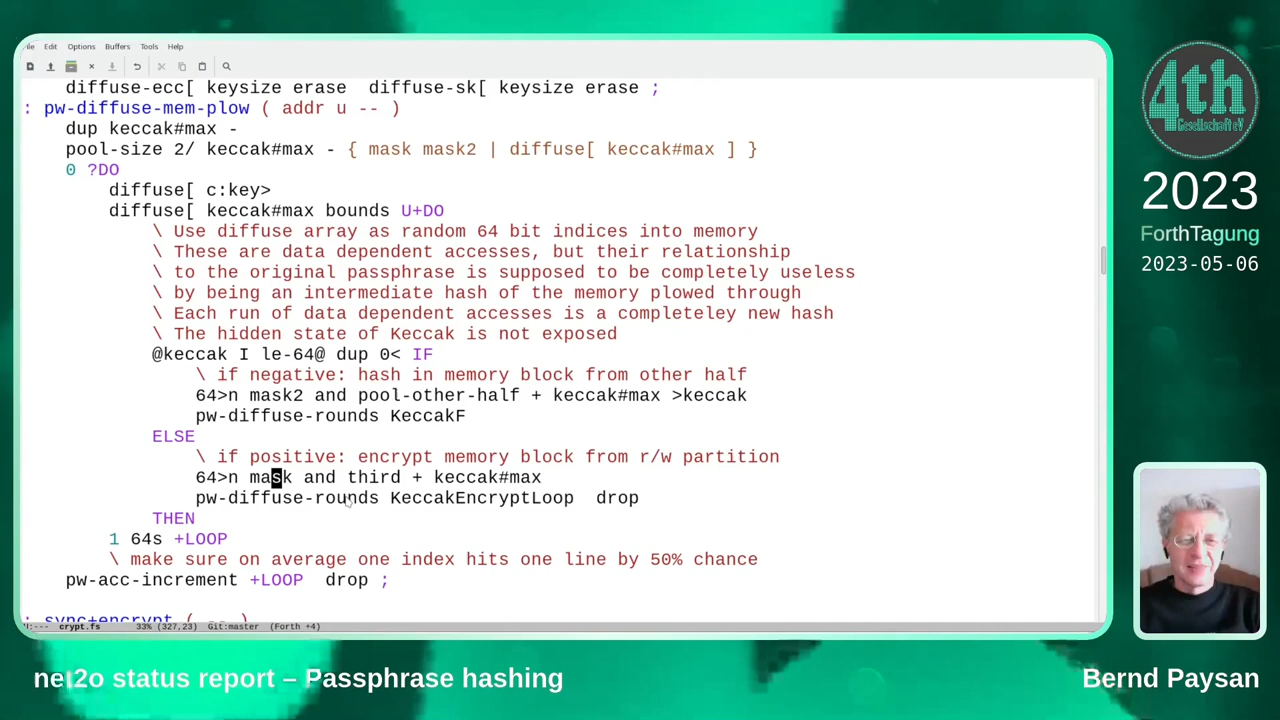 Edit Options Buffers Tools Help
diffuse-ecc[ keysize erase  diffuse-sk[ keysize erase ;
: pw-diffuse-mem-plow ( addr u -- )
dup keccak#max -
pool-size 2/ keccak#max - { mask mask2 | diffuse[ keccak#max ] }
0 ?DO
diffuse[ c:key>
diffuse[ keccak#max bounds U+DO
\ Use diffuse array as random 64 bit indices into memory
\ These are data dependent accesses, but their relationship
\ to the original passphrase is supposed to be completely useless
\ by being an intermediate hash of the memory plowed through
\ Each run of data dependent accesses is a completeley new hash
\ The hidden state of Keccak is not exposed
@keccak I le-64@ dup 0< IF
\ if negative: hash in memory block from other half
64>n mask2 and pool-other-half + keccak#max >keccak
pw-diffuse-rounds KeccakF
ELSE
\ if positive: encrypt memory block from r/w partition
64>n mask and third + keccak#max
pw-diffuse-rounds KeccakEncryptLoop  drop
THEN
1 64s +LOOP
\ make sure on average one index hits one line by 50% chance
pw-acc-increment +LOOP  drop ;
: sync+encrypt ( -- )
crypt.fs 33% (327,23) Git:master (Forth +4)
4th
Gesellschaft eV
2023
ForthTagung
2023-05-06
net2o status report – Passphrase hashing
Bernd Paysan